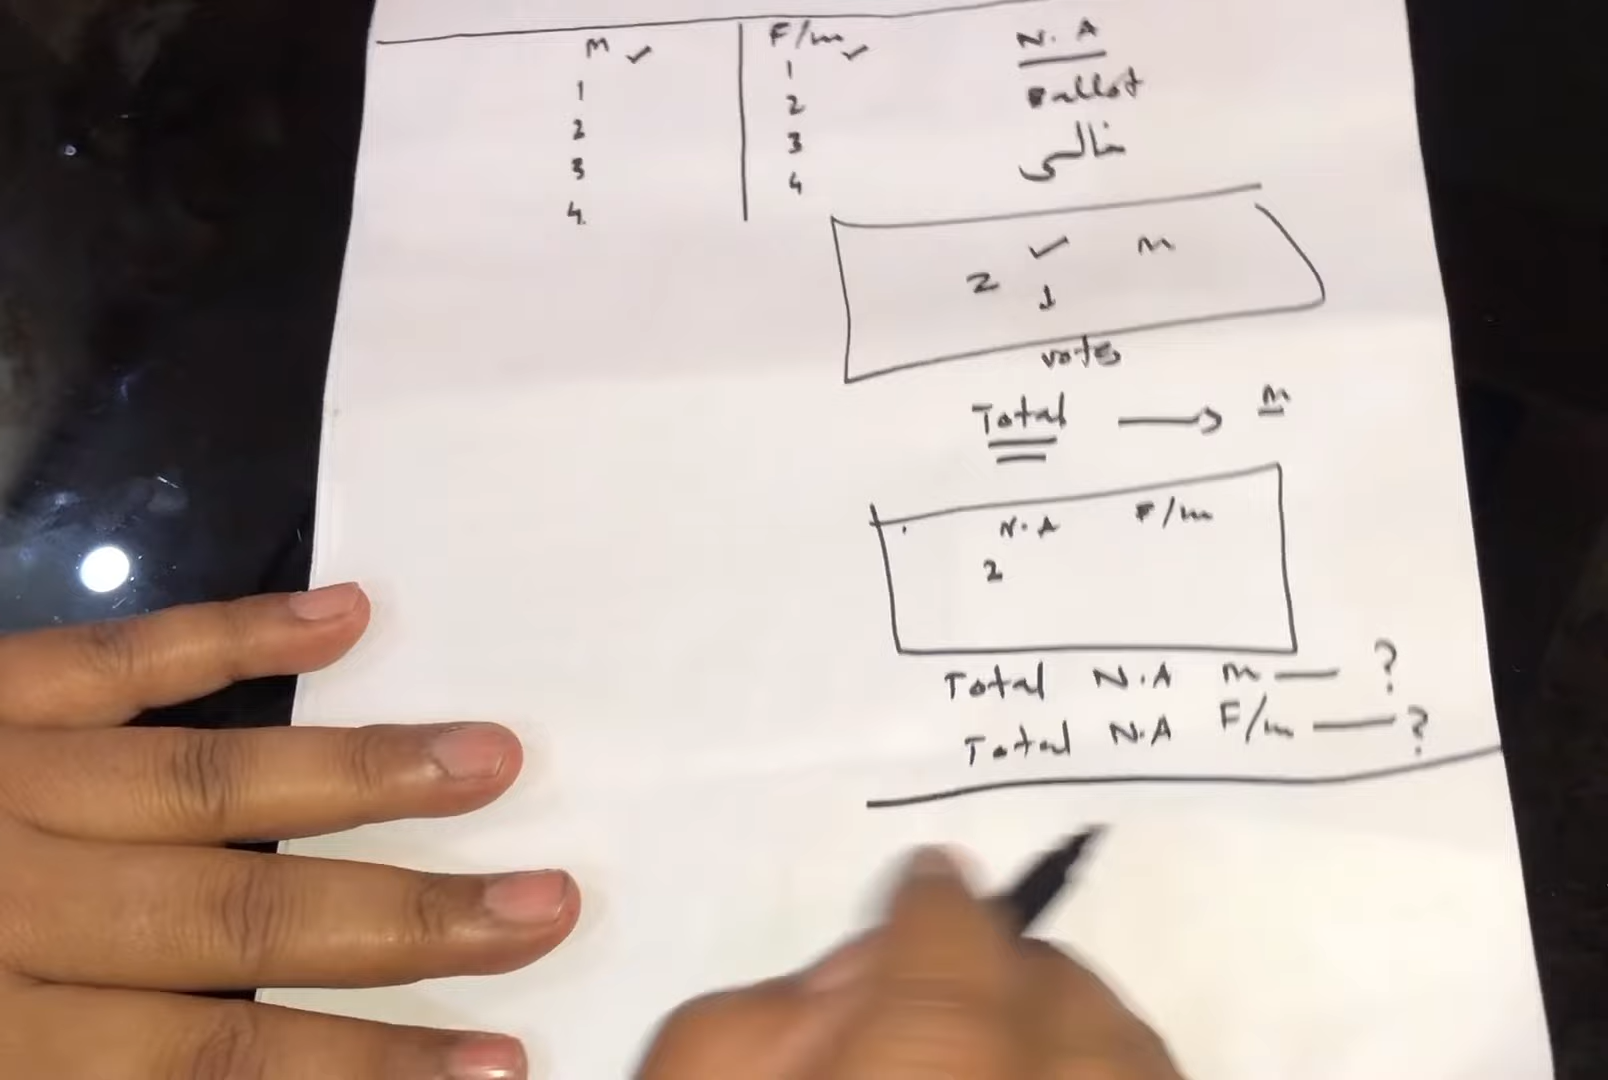 M ✓ F/m ✓ N.A
1 1 Ballot
2 2 خالی
3 3
4 4
✓ M
2 1
votes
Total → M
N.A F/m
2
Total N.A M — ?
Total N.A F/m — ?